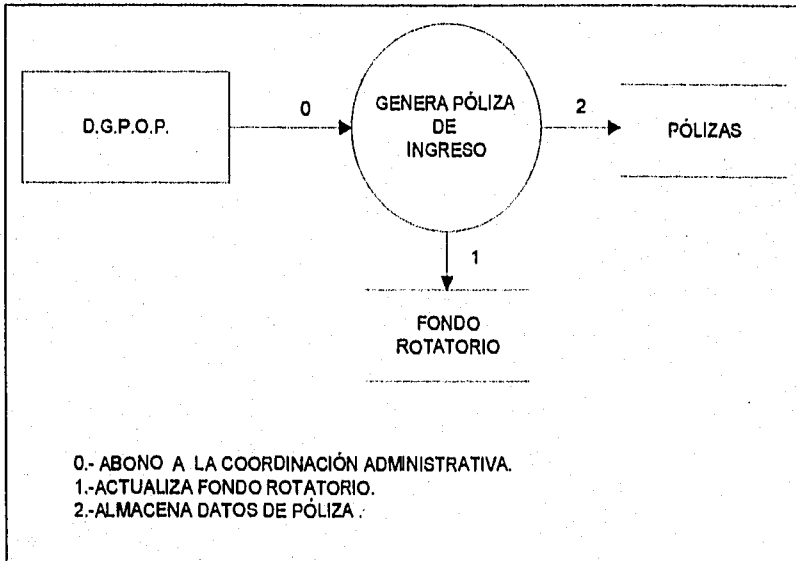 D.G.P.O.P.
0
GENERA PÓLIZA
DE
INGRESO
2
PÓLIZAS
1
FONDO
ROTATORIO
0.- ABONO A LA COORDINACIÓN ADMINISTRATIVA.
1.-ACTUALIZA FONDO ROTATORIO.
2.-ALMACENA DATOS DE PÓLIZA .